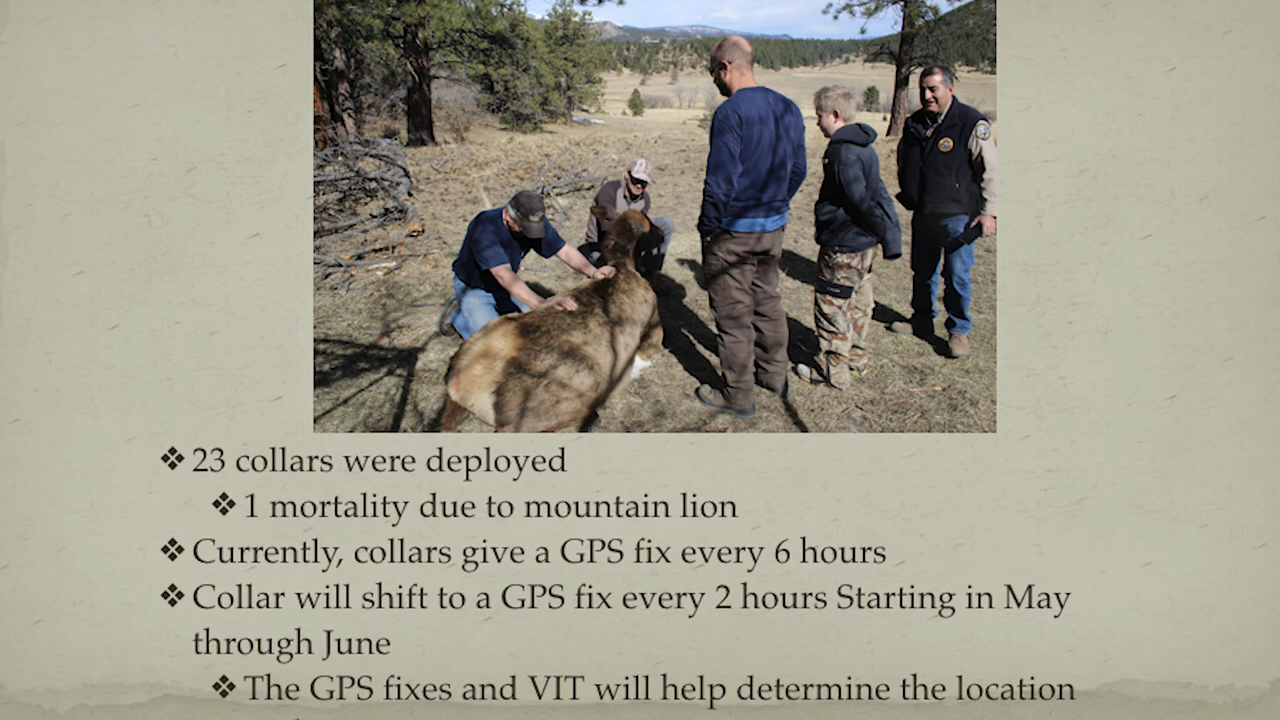 ❖ 23 collars were deployed
❖ 1 mortality due to mountain lion
❖ Currently, collars give a GPS fix every 6 hours
❖ Collar will shift to a GPS fix every 2 hours Starting in May
through June
❖ The GPS fixes and VIT will help determine the location